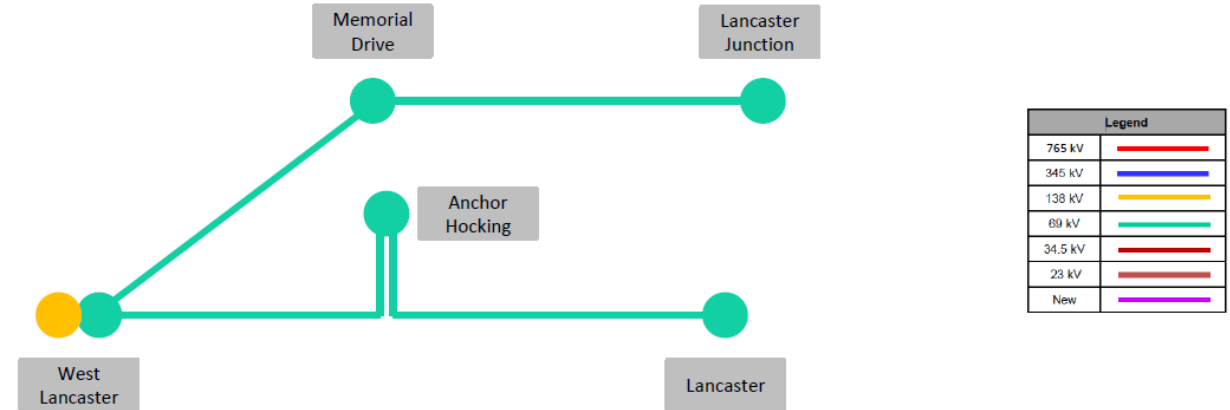 Memorial
Drive
Lancaster
Junction
Anchor
Hocking
West
Lancaster
Lancaster
Legend
765 kV
345 kV
138 kV
69 kV
34.5 kV
23 kV
New